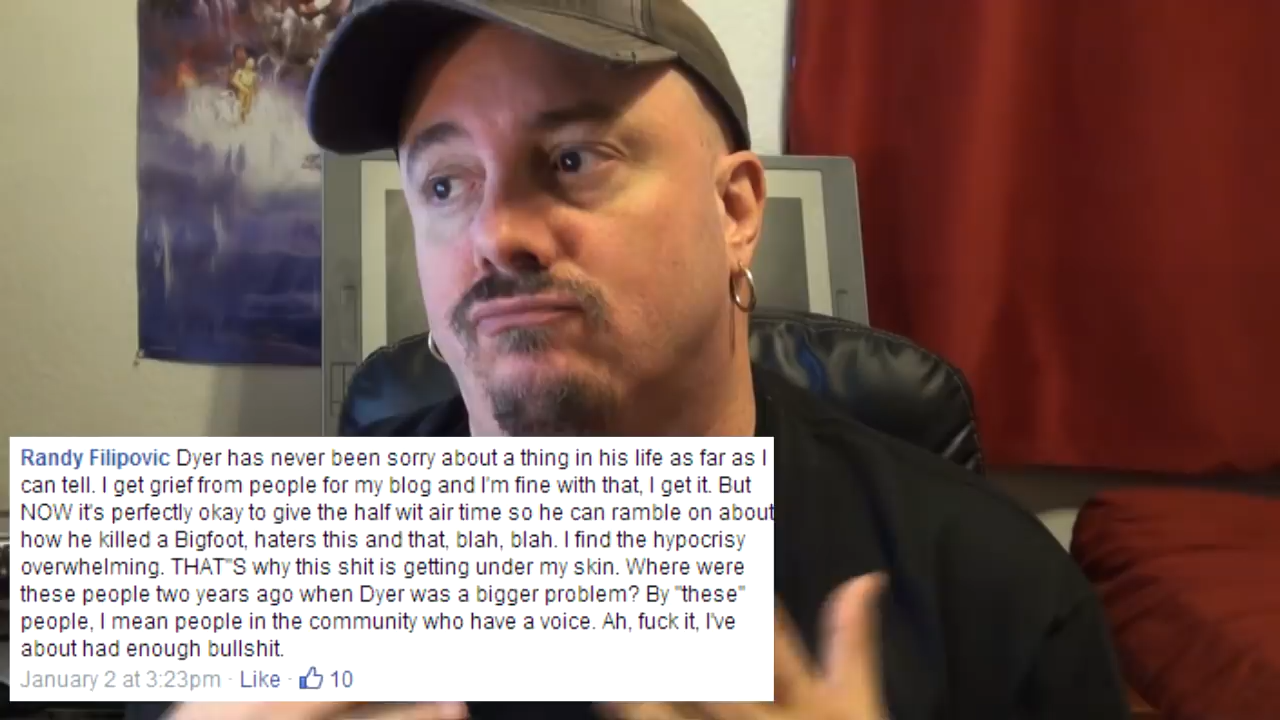 Randy Filipovic Dyer has never been sorry about a thing in his life as far as I
can tell. I get grief from people for my blog and I'm fine with that, I get it. But
NOW it's perfectly okay to give the half wit air time so he can ramble on about
how he killed a Bigfoot, haters this and that, blah, blah. I find the hypocrisy
overwhelming. THAT"S why this shit is getting under my skin. Where were
these people two years ago when Dyer was a bigger problem? By "these"
people, I mean people in the community who have a voice. Ah, fuck it, I've
about had enough bullshit.
January 2 at 3:23pm · Like · 10